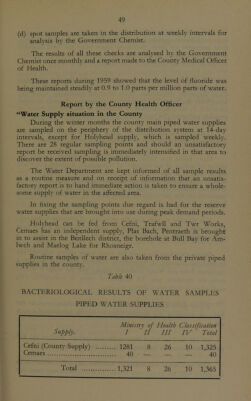 49
(d) spot samples are taken in the distribution at weekly intervals for
analysis by the Government Chemist.
The results of all these checks are analysed by the Government
Chemist once monthly and a report made to the County Medical Officer
of Health.
These reports during 1959 showed that the level of fluoride was
being maintained steadily at 0.9 to 1.0 parts per million parts of water.
Report by the County Health Officer
"Water Supply situation in the County
During the winter months the county main piped water supplies
are sampled on the periphery of the distribution system at 14-day
intervals, except for Holyhead supply, which is sampled weekly.
There are 28 regular sampling points and should an unsatisfactory
report be received sampling is immediately intensified in that area to
discover the extent of possible pollution.
The Water Department are kept informed of all sample results
as a routine measure and on receipt of information that an unsatis-
factory report is to hand immediate action is taken to ensure a whole-
some supply of water in the affected area.
In fixing the sampling points due regard is had for the reserve
water supplies that are brought into use during peak demand periods.
Holyhead can be fed from Cefni, Trafwll and Twr Works,
Cemaes has an independent supply, Plas Bach, Pentraeth is brought
in to assist in the Benllech district, the borehole at Bull Bay for Am-
lwch and Maelog Lake for Rhosneigr.
Routine samples of water are also taken from the private piped
supplies in the county.
Table 40
BACTERIOLOGICAL RESULTS OF WATER SAMPLES
PIPED WATER SUPPLIES
Ministry of Health Classification
Supply. I II III IV Total
Cefni (County Supply) ......... 1281 8 26 10 1,325
Cemaes ........................ 40 — — — 40
Total ............ 1,321 8 26 10 1,365